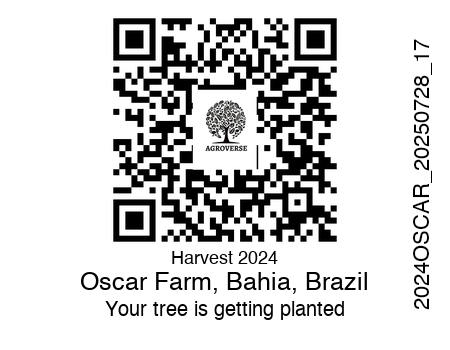 AGROVERSE
Harvest 2024
Oscar Farm, Bahia, Brazil
Your tree is getting planted
2024OSCAR_20250728_17